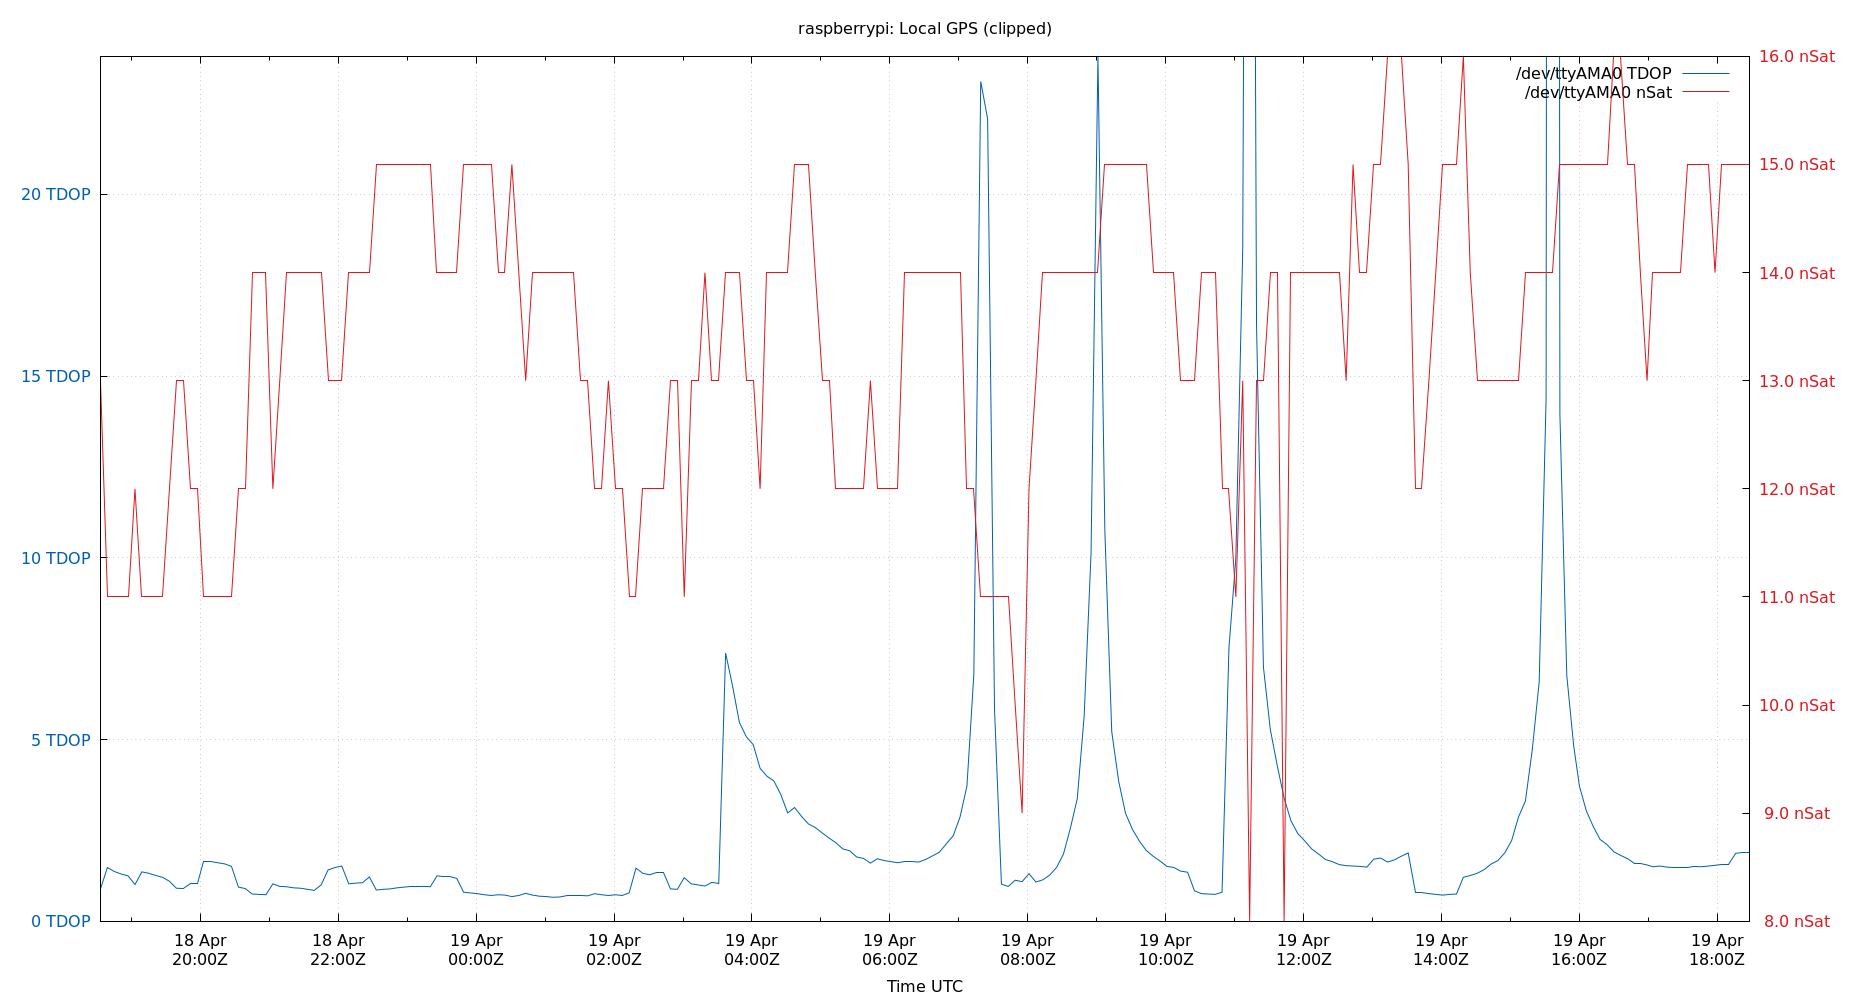 raspberrypi: Local GPS (clipped)
/dev/ttyAMA0 TDOP
/dev/ttyAMA0 nSat
20 TDOP
15 TDOP
10 TDOP
5 TDOP
0 TDOP
16.0 nSat
15.0 nSat
14.0 nSat
13.0 nSat
12.0 nSat
11.0 nSat
10.0 nSat
9.0 nSat
8.0 nSat
18 Apr 18 Apr 19 Apr 19 Apr 19 Apr 19 Apr 19 Apr 19 Apr 19 Apr 19 Apr 19 Apr 19 Apr
20:00Z 22:00Z 00:00Z 02:00Z 04:00Z 06:00Z 08:00Z 10:00Z 12:00Z 14:00Z 16:00Z 18:00Z
Time UTC